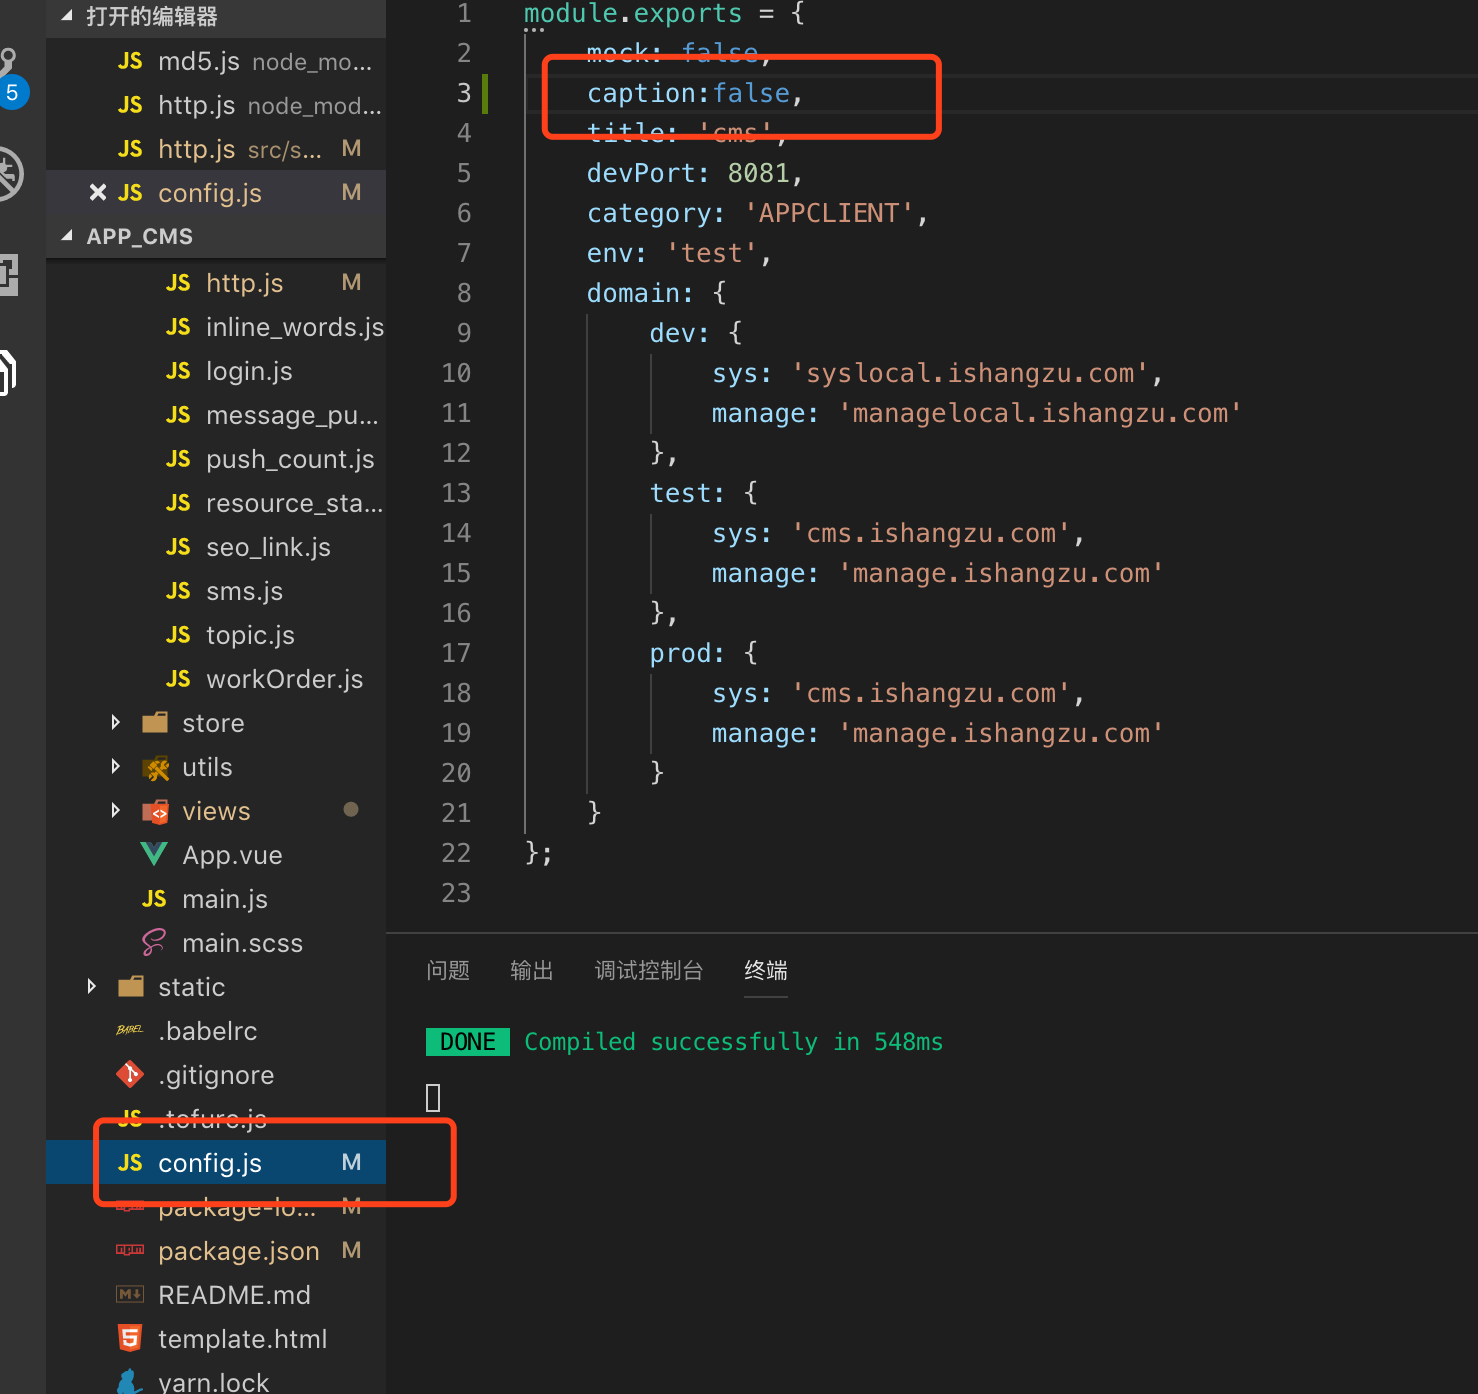 打开的编辑器
JS md5.js node_mo...
JS http.js node_mod...
JS http.js src/s... M
JS config.js M
APP_CMS
JS http.js M
JS inline_words.js
JS login.js
JS message_pu...
JS push_count.js
JS resource_sta...
JS seo_link.js
JS sms.js
JS topic.js
JS workOrder.js
store
utils
views
App.vue
JS main.js
main.scss
static
BABEL .babelrc
.gitignore
JS .tofurc.js
JS config.js M
package-lo... M
package.json M
M↓ README.md
5 template.html
yarn.lock
5
1 module.exports = {
2 mock: false,
3 caption:false,
4 title: 'cms',
5 devPort: 8081,
6 category: 'APPCLIENT',
7 env: 'test',
8 domain: {
9 dev: {
10 sys: 'syslocal.ishangzu.com',
11 manage: 'managelocal.ishangzu.com'
12 },
13 test: {
14 sys: 'cms.ishangzu.com',
15 manage: 'manage.ishangzu.com'
16 },
17 prod: {
18 sys: 'cms.ishangzu.com',
19 manage: 'manage.ishangzu.com'
20 }
21 }
22 };
23
问题 输出 调试控制台 终端
DONE Compiled successfully in 548ms